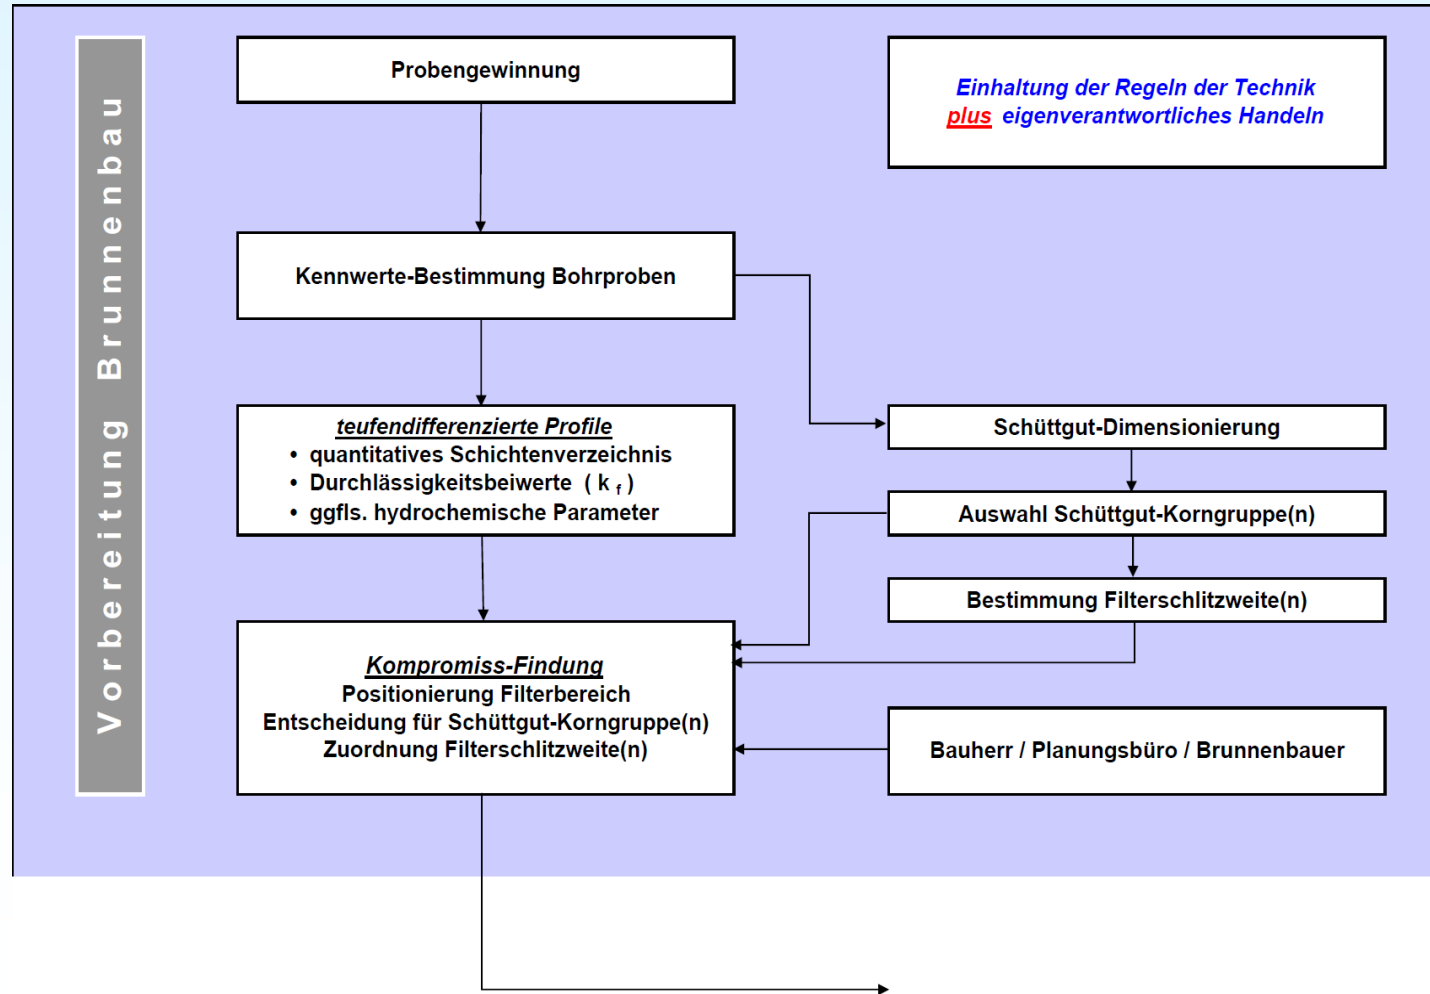 Vorbereitung Brunnenbau
Probengewinnung
Einhaltung der Regeln der Technik
plus eigenverantwortliches Handeln
Kennwerte-Bestimmung Bohrproben
teufendifferenzierte Profile
• quantitatives Schichtenverzeichnis
• Durchlässigkeitsbeiwerte ( k f )
• ggfls. hydrochemische Parameter
Schüttgut-Dimensionierung
Auswahl Schüttgut-Korngruppe(n)
Bestimmung Filterschlitzweite(n)
Kompromiss-Findung
Positionierung Filterbereich
Entscheidung für Schüttgut-Korngruppe(n)
Zuordnung Filterschlitzweite(n)
Bauherr / Planungsbüro / Brunnenbauer